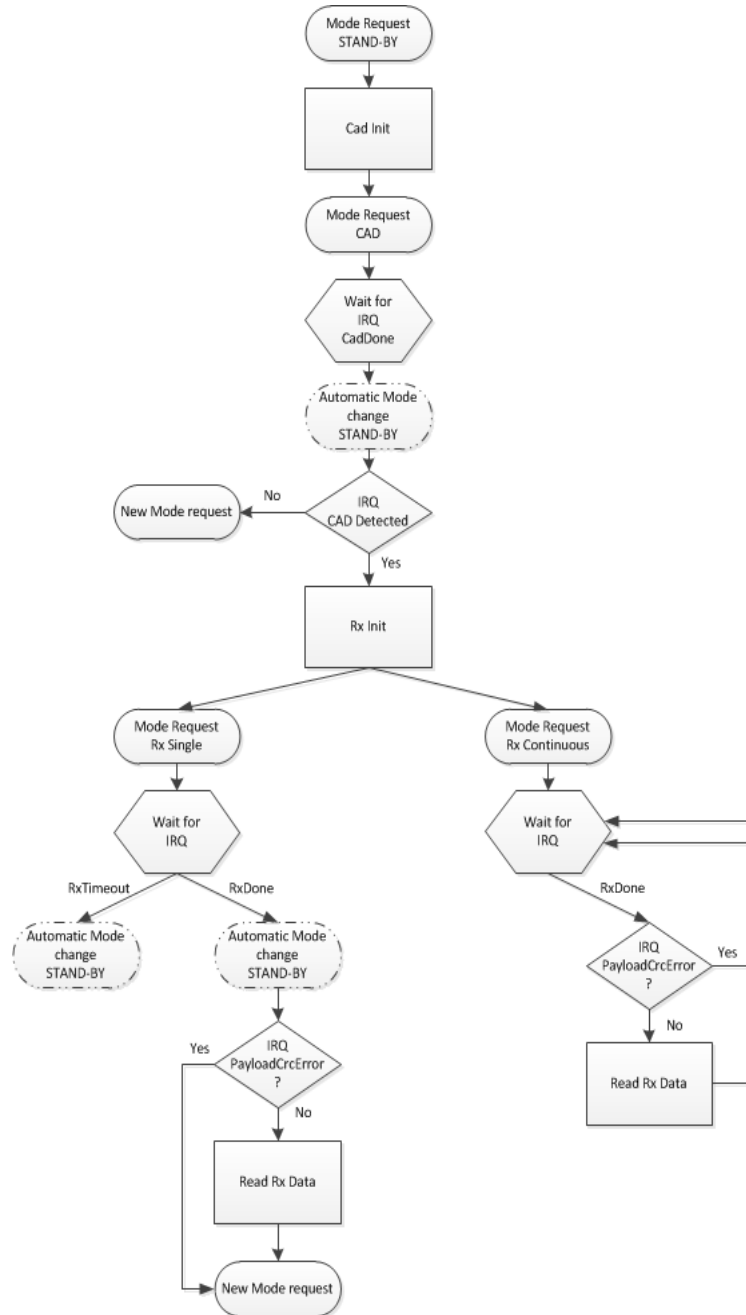 Mode Request
STAND-BY
Cad Init
Mode Request
CAD
Wait for
IRQ
CadDone
Automatic Mode
change
STAND-BY
No
New Mode request
IRQ
CAD Detected
Yes
Rx Init
Mode Request
Rx Single
Mode Request
Rx Continuous
Wait for
IRQ
Wait for
IRQ
RxTimeout
RxDone
RxDone
Automatic Mode
change
STAND-BY
Automatic Mode
change
STAND-BY
IRQ
PayloadCrcError
?
Yes
No
Yes
IRQ
PayloadCrcError
?
No
Read Rx Data
Read Rx Data
New Mode request